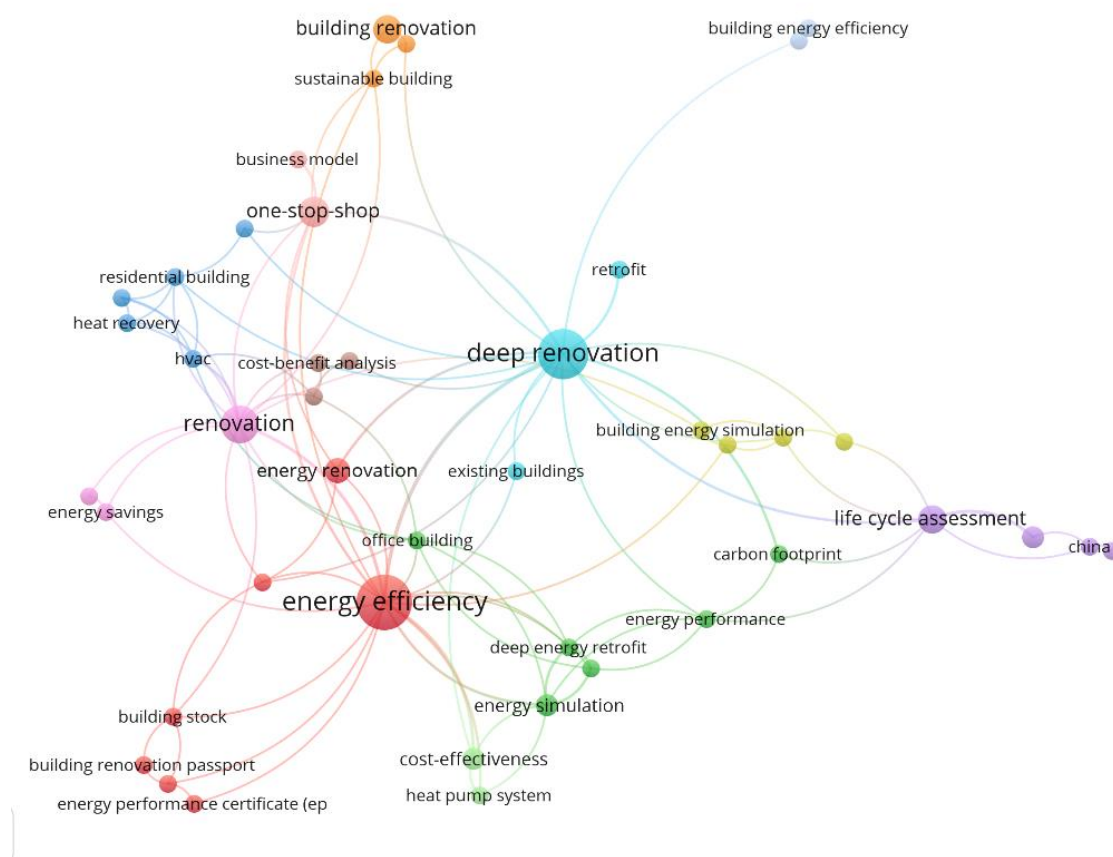 building renovation
building energy efficiency
sustainable building
business model
one-stop-shop
retrofit
residential building
heat recovery
deep renovation
hvac
cost-benefit analysis
renovation
building energy simulation
energy renovation
existing buildings
energy savings
life cycle assessment
office building
china
carbon footprint
energy efficiency
energy performance
deep energy retrofit
energy simulation
building stock
cost-effectiveness
building renovation passport
heat pump system
energy performance certificate (ep